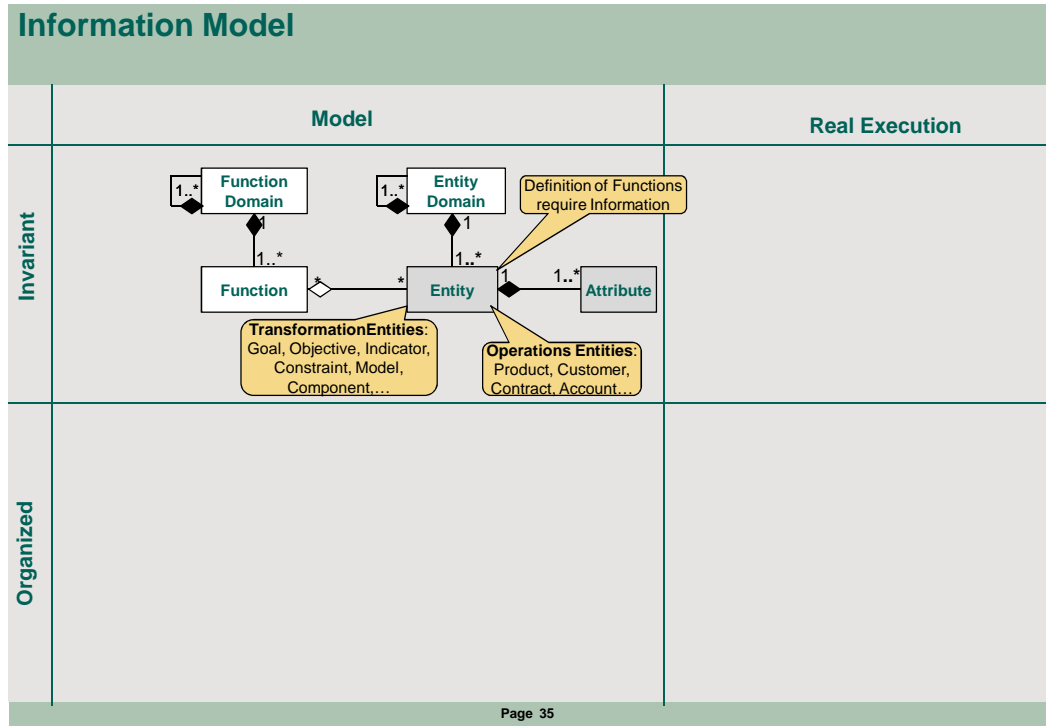 Information Model
Model
Real Execution
Invariant
Function
Domain
1..*
1
1..*
Entity
Domain
1..*
1
1..*
Definition of Functions
require Information
Function
*
*
Entity
1
1..*
Attribute
TransformationEntities:
Goal, Objective, Indicator,
Constraint, Model,
Component,…
Operations Entities:
Product, Customer,
Contract, Account…
Organized
Page 35